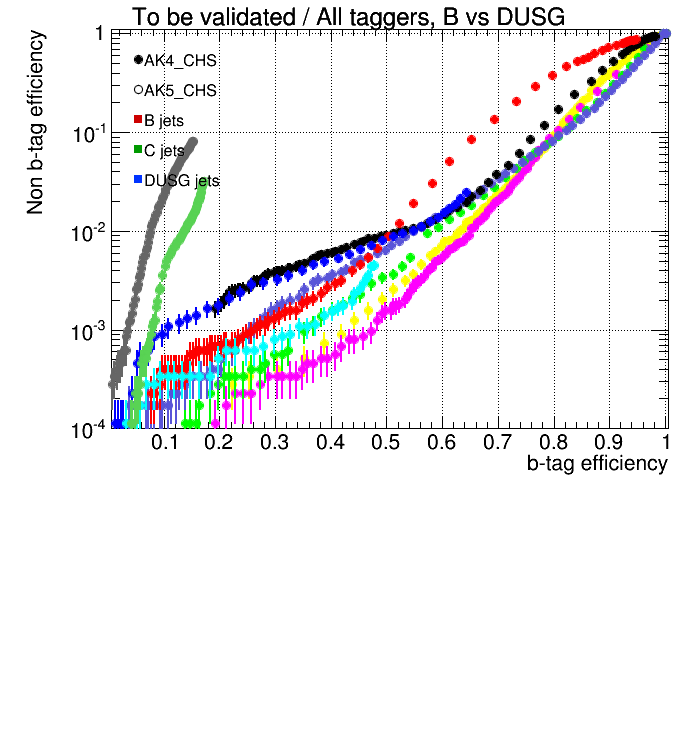 To be validated / All taggers, B vs DUSG
Non b-tag efficiency
1
10-1
10-2
10-3
10-4
AK4_CHS
AK5_CHS
B jets
C jets
DUSG jets
0.1 0.2 0.3 0.4 0.5 0.6 0.7 0.8 0.9 1
b-tag efficiency